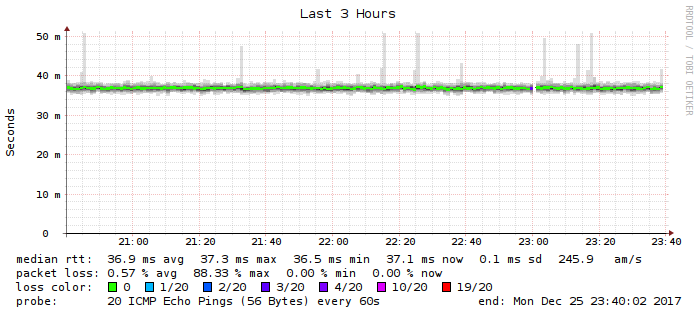 Last 3 Hours
RRDTOOL / TOBI OETIKER
Seconds
50 m
40 m
30 m
20 m
10 m
0
21:00 21:20 21:40 22:00 22:20 22:40 23:00 23:20 23:40
median rtt: 36.9 ms avg 37.3 ms max 36.5 ms min 37.1 ms now 0.1 ms sd 245.9 am/s
packet loss: 0.57 % avg 88.33 % max 0.00 % min 0.00 % now
loss color: 0 1/20 2/20 3/20 4/20 10/20 19/20
probe: 20 ICMP Echo Pings (56 Bytes) every 60s end: Mon Dec 25 23:40:02 2017